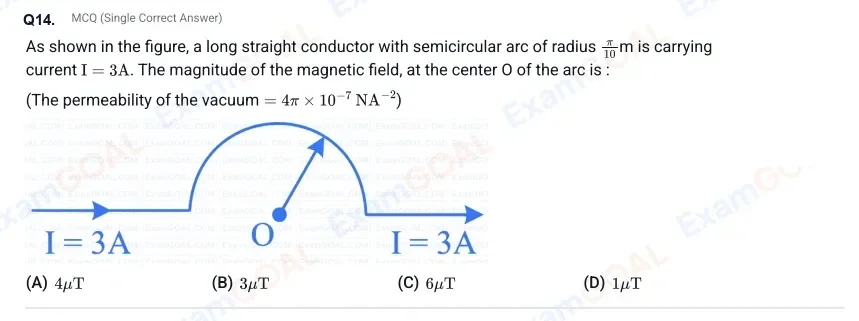 Q14. MCQ (Single Correct Answer)
As shown in the figure, a long straight conductor with semicircular arc of radius π/10 m is carrying
current I = 3A. The magnitude of the magnetic field, at the center O of the arc is :
(The permeability of the vacuum = 4π × 10⁻⁷ NA⁻²)
I = 3A O I = 3A
(A) 4μT (B) 3μT (C) 6μT (D) 1μT
ExamGOAL